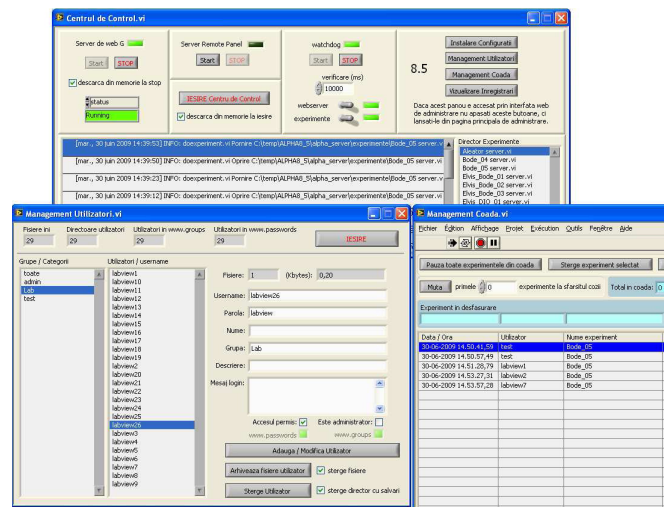 Centrul de Control.vi
Server de web G
Start STOP
descarca din memorie la stop
status
Running
Server Remote Panel
Start STOP
IESIRE Centru de Control
descarca din memorie la iesire
watchdog
Start STOP
verificare (ms)
10000
webserver
experimente
8.5
Instalare Configuratii
Management Utilizatori
Management Coada
Vizualizare Inregistrari
Daca acest panou e accesat prin interfata web
de administrare nu apasati aceste butoane, ci
lansati-le din pagina principala de administrare.
[mar., 30 juin 2009 14:39:53] INFO: doexperiment.vi Pornire C:\temp\ALPHA8_5\alpha_server\experimente\Bode_05 server.v
[mar., 30 juin 2009 14:39:50] INFO: doexperiment.vi Oprire C:\temp\ALPHA8_5\alpha_server\experimente\Bode_05 server.vi
[mar., 30 juin 2009 14:39:23] INFO: doexperiment.vi Pornire C:\temp\ALPHA8_5\alpha_server\experimente\Bode_05 server.v
[mar., 30 juin 2009 14:39:12] INFO: doexperiment.vi Oprire C:\temp\ALPHA8_5\alpha_server\experimente\Bode_05 server.vi
Director Experimente
Aleator server.vi
Bode_04 server.vi
Bode_05 server.vi
Elvis_Bode_01 server.vi
Elvis_Bode_02 server.vi
Elvis_Bode_03 server.vi
Elvis_DIO_01 server.vi
Management Utilizatori.vi
Fisere ini
29
Directoare utilizatori
29
Utilizatori in www.groups
29
Utilizatori in www.passwords
29
IESIRE
Grupe / Categorii
toate
admin
Lab
test
Utilizatori / username
labview1
labview10
labview11
labview12
labview13
labview14
labview15
labview16
labview17
labview18
labview19
labview2
labview20
labview21
labview22
labview23
labview24
labview25
labview26
labview3
labview4
labview5
labview6
labview7
labview8
labview9
Fisiere: 1 (Kbytes): 0,20
Username: labview26
Parola: labview
Nume:
Grupa: Lab
Descriere:
Mesaj login:
Accesul permis: Este administrator:
www.passwords www.groups
Adauga / Modifica Utilizator
Arhiveaza fisiere utilizator sterge fisiere
Sterge Utilizator sterge director cu salvari
Management Coada.vi
Fichier Édition Affichage Projet Exécution Outils Fenêtre Aide
Pauza toate experimentele din coada Sterge experiment selectat
Muta primele 0 experimente la sfarsitul cozii Total in coada: 0
Experiment in desfasurare
Data / Ora Utilizator Nume experiment
30-06-2009 14.50.41,59 test Bode_05
30-06-2009 14.50.57,49 test Bode_05
30-06-2009 14.51.28,79 labview1 Bode_05
30-06-2009 14.53.27,31 labview2 Bode_05
30-06-2009 14.53.57,28 labview7 Bode_05